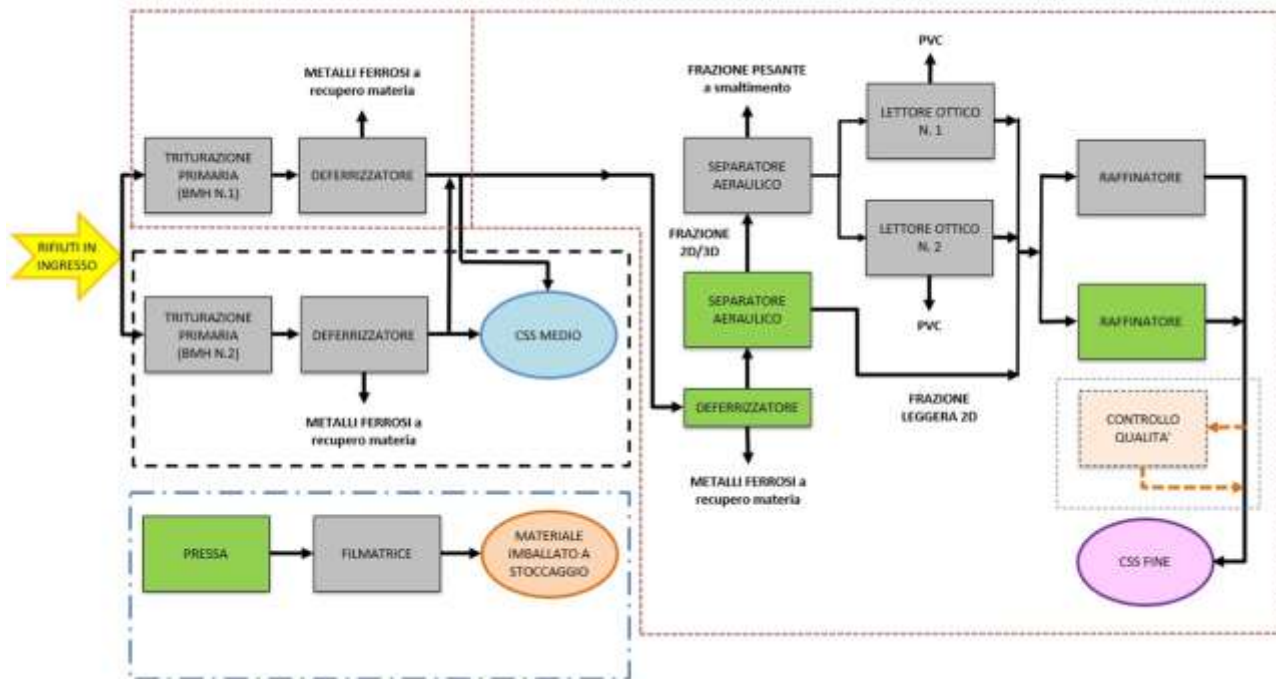 METALLI FERROSI a
recupero materia
TRITURAZIONE
PRIMARIA
(BMH N.1)
DEFERRIZZATORE
RIFIUTI IN
INGRESSO
TRITURAZIONE
PRIMARIA
(BMH N.2)
DEFERRIZZATORE
CSS MEDIO
METALLI FERROSI a
recupero materia
PRESSA
FILMATRICE
MATERIALE
IMBALLATO A
STOCCAGGIO
FRAZIONE PESANTE
a smaltimento
SEPARATORE
AERAULICO
FRAZIONE
2D/3D
SEPARATORE
AERAULICO
DEFERRIZZATORE
METALLI FERROSI a
recupero materia
PVC
LETTORE OTTICO
N. 1
LETTORE OTTICO
N. 2
PVC
FRAZIONE
LEGGERA 2D
RAFFINATORE
RAFFINATORE
CONTROLLO
QUALITA'
CSS FINE